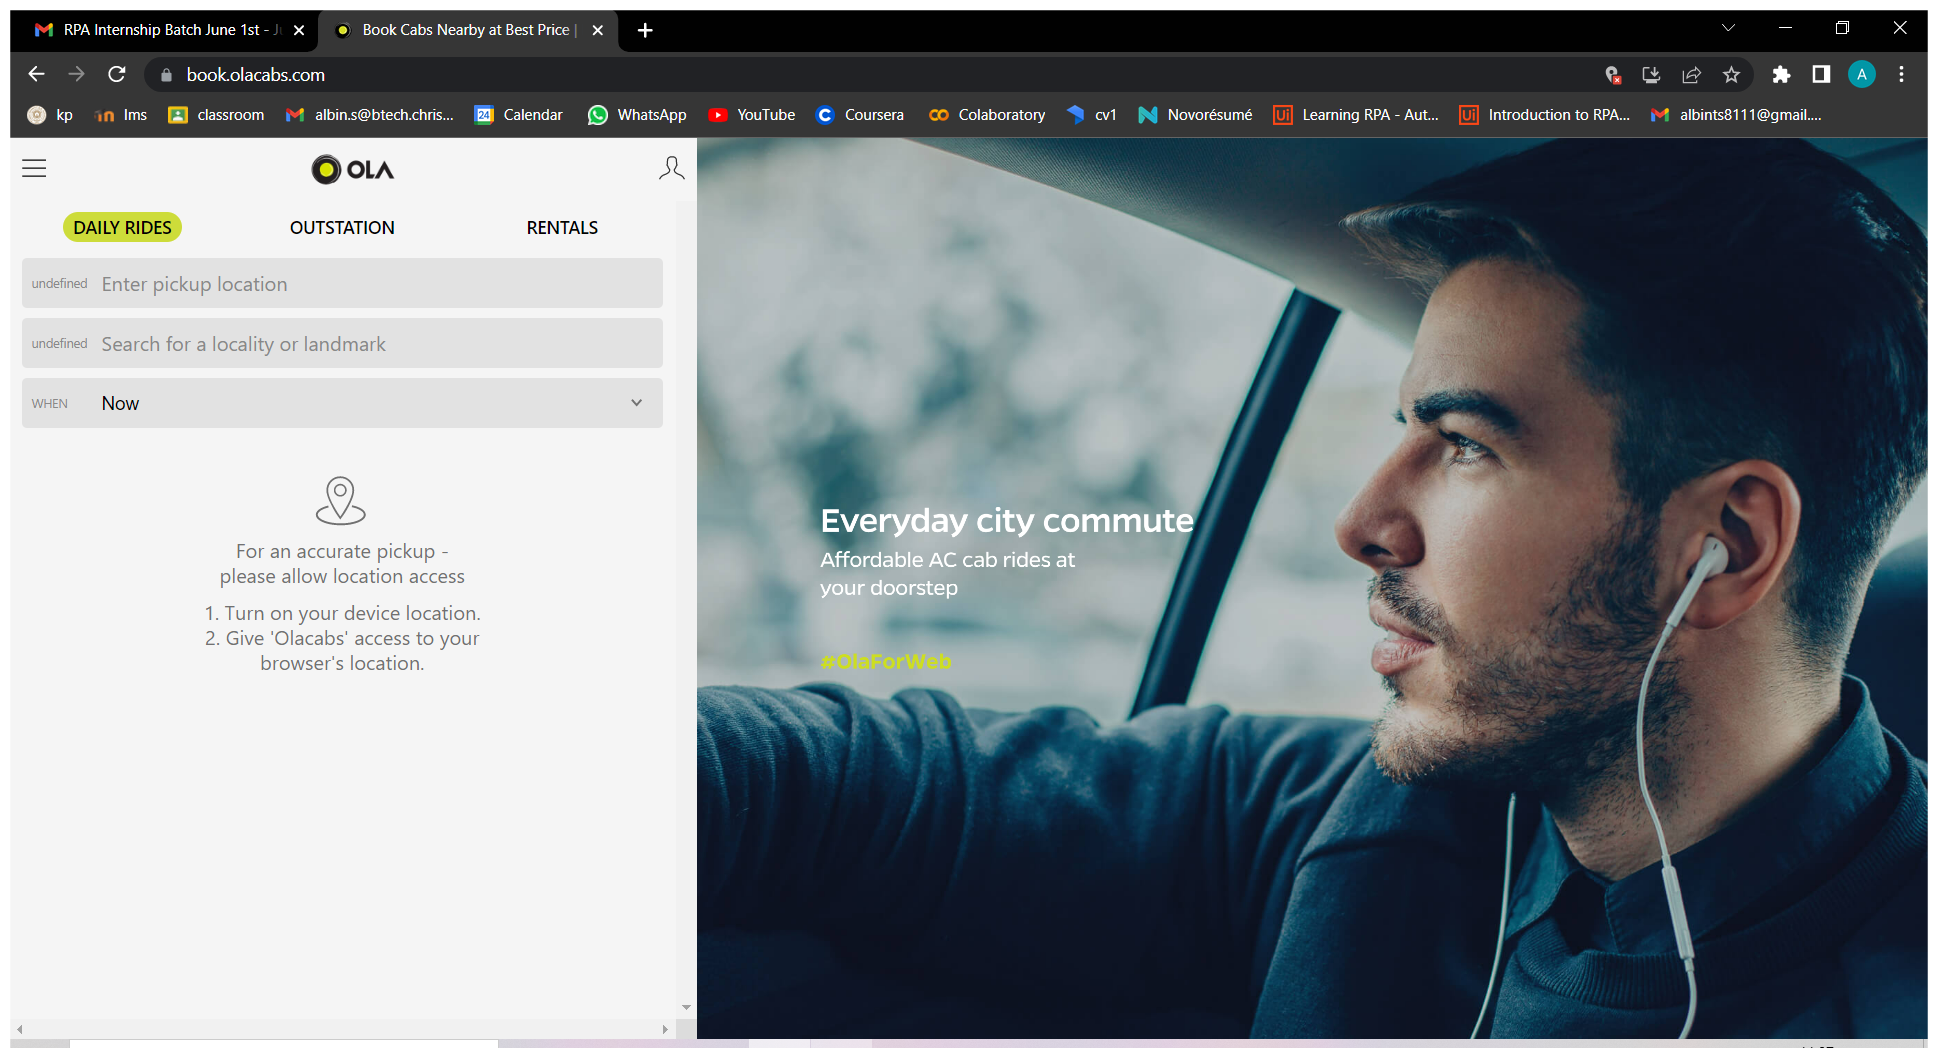 RPA Internship Batch June 1st - J
Book Cabs Nearby at Best Price |
book.olacabs.com
A
kp
lms
classroom
albin.s@btech.chris...
24
Calendar
WhatsApp
YouTube
C
Coursera
CO
Colaboratory
cv1
N
Novorésumé
Ui
Learning RPA - Aut...
Ui
Introduction to RPA...
albints8111@gmail....
OLA
DAILY RIDES
OUTSTATION
RENTALS
undefined Enter pickup location
undefined Search for a locality or landmark
WHEN Now
For an accurate pickup -
please allow location access
1. Turn on your device location.
2. Give 'Olacabs' access to your
browser's location.
Everyday city commute
Affordable AC cab rides at
your doorstep
#OlaForWeb